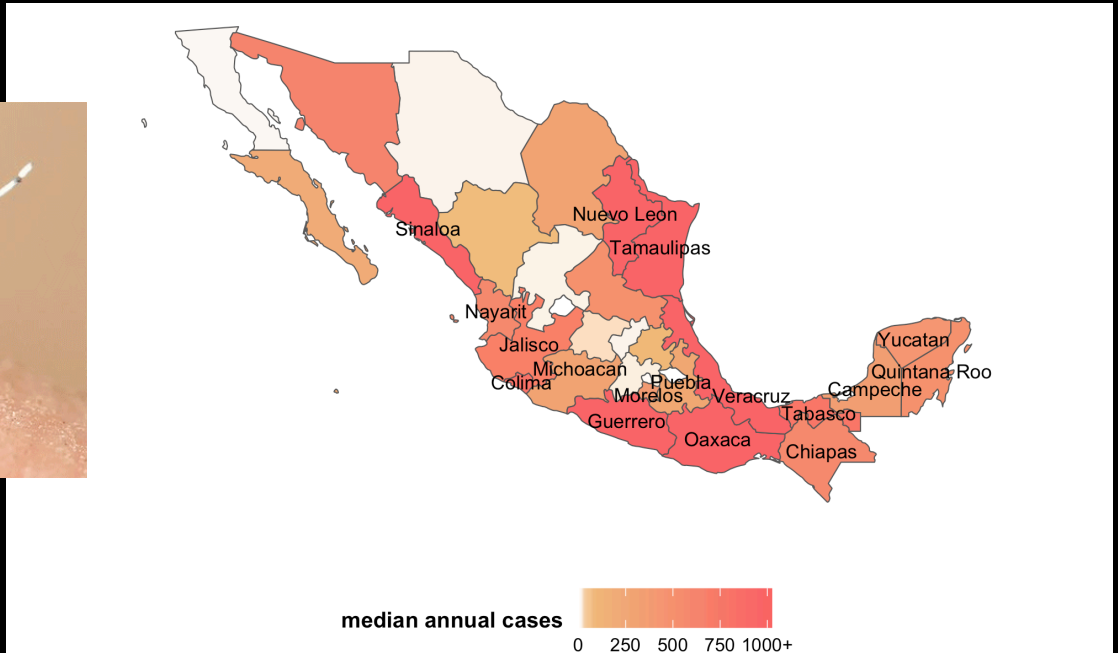 Nuevo Leon
Sinaloa
Tamaulipas
Nayarit
Yucatan
Jalisco
Michoacan
Quintana Roo
Colima
Puebla
Campeche
Morelos
Veracruz
Tabasco
Guerrero
Oaxaca
Chiapas
median annual cases
0 250 500 750 1000+